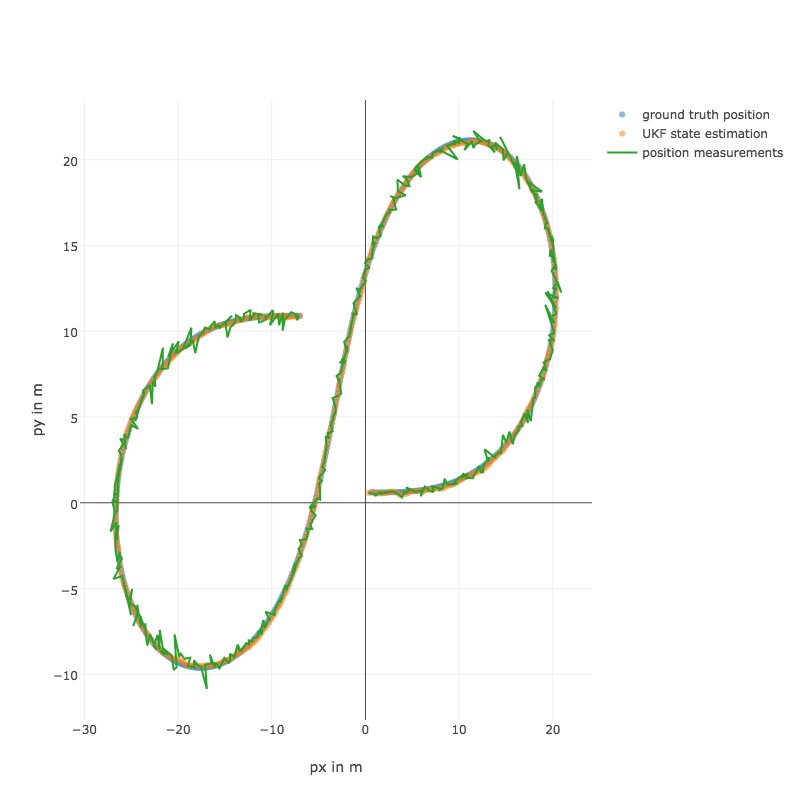 ground truth position
UKF state estimation
position measurements
20
15
10
5
0
−5
−10
py in m
−30
−20
−10
0
10
20
px in m